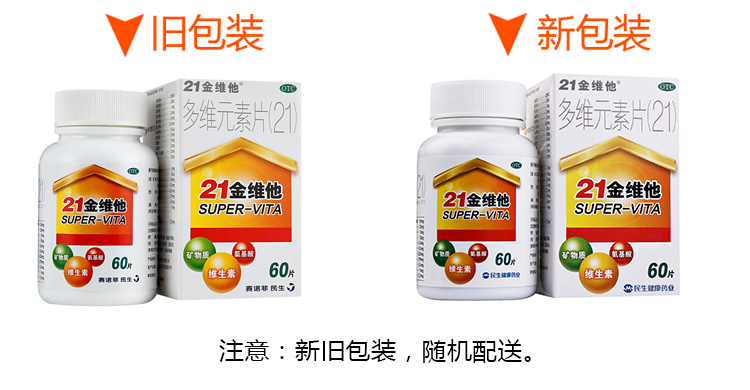 旧包装
新包装
21金维他®
OTC
多维元素片(21)
OTC
21金维他
SUPER-VITA
矿物质
氨基酸
维生素
60片
赛诺菲 民生
21金维他
SUPER-VITA
矿物质
氨基酸
维生素
60片
赛诺菲 民生
21金维他®
OTC
多维元素片(21)
OTC
21金维他
SUPER-VITA
矿物质
氨基酸
维生素
60片
民生健康药业
21金维他
SUPER-VITA
矿物质
氨基酸
维生素
60片
民生健康药业
注意：新旧包装，随机配送。